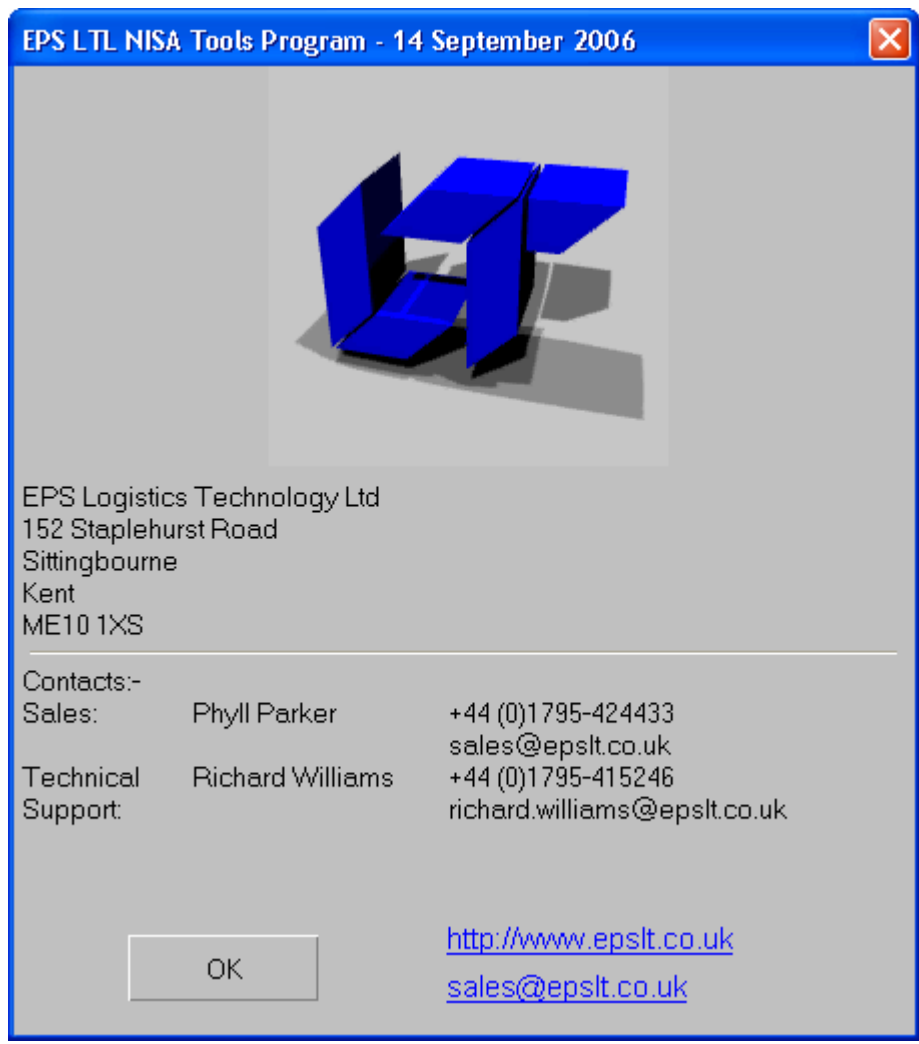 EPS LTL NISA Tools Program - 14 September 2006
EPS Logistics Technology Ltd
152 Staplehurst Road
Sittingbourne
Kent
ME10 1XS
Contacts:-
Sales: Phyll Parker +44 (0)1795-424433
sales@epslt.co.uk
Technical Richard Williams +44 (0)1795-415246
Support: richard.williams@epslt.co.uk
http://www.epslt.co.uk
OK
sales@epslt.co.uk